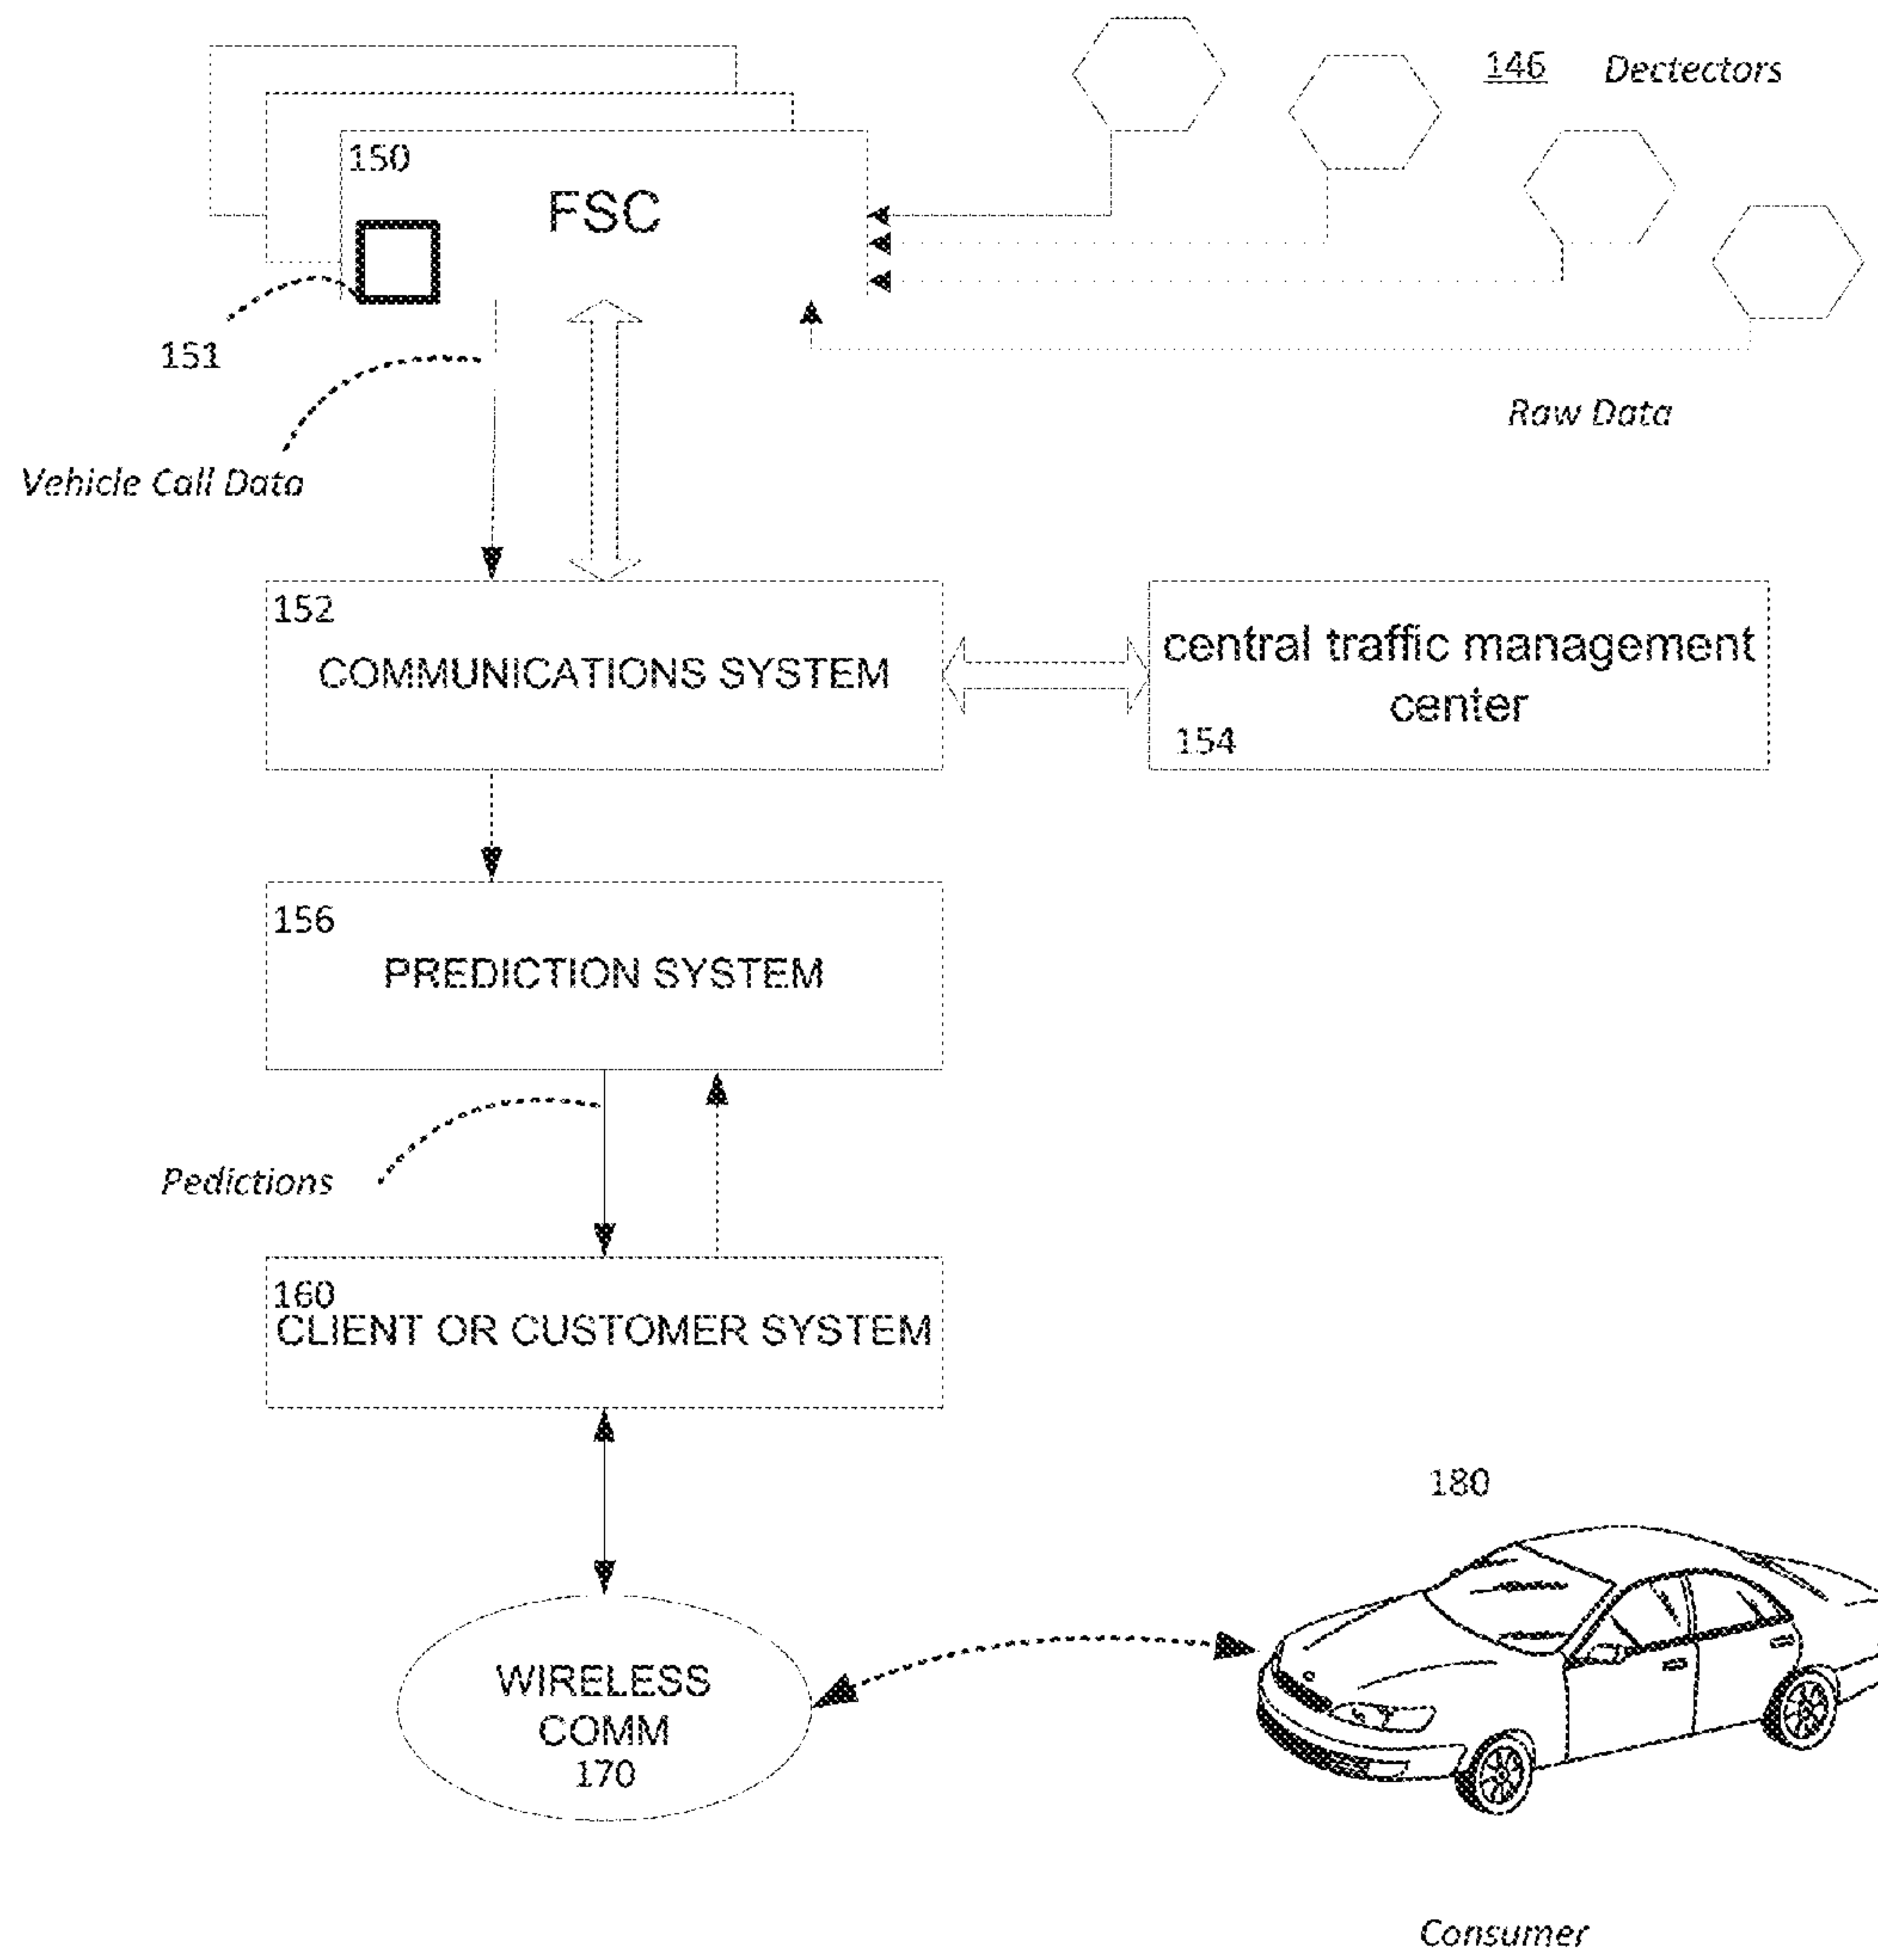 146 Dectectors
150
FSC
151
Raw Data
Vehicle Call Data
152
COMMUNICATIONS SYSTEM
central traffic management
center
154
156
PREDICTION SYSTEM
Pedictions
160
CLIENT OR CUSTOMER SYSTEM
180
WIRELESS
COMM
170
Consumer